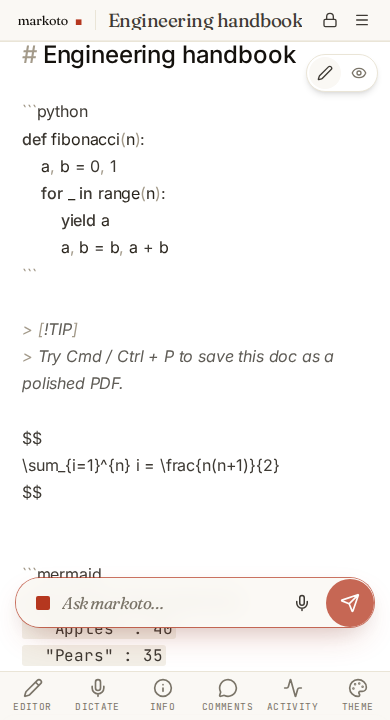 markoto
Engineering handbook
# Engineering handbook
```python
def fibonacci(n):
    a, b = 0, 1
    for _ in range(n):
        yield a
        a, b = b, a + b
```
> [!TIP]
> Try Cmd / Ctrl + P to save this doc as a
polished PDF.
$$
\sum_{i=1}^{n} i = \frac{n(n+1)}{2}
$$
```mermaid
Ask markoto...
"Apples" : 40
"Pears" : 35
EDITOR DICTATE INFO COMMENTS ACTIVITY THEME